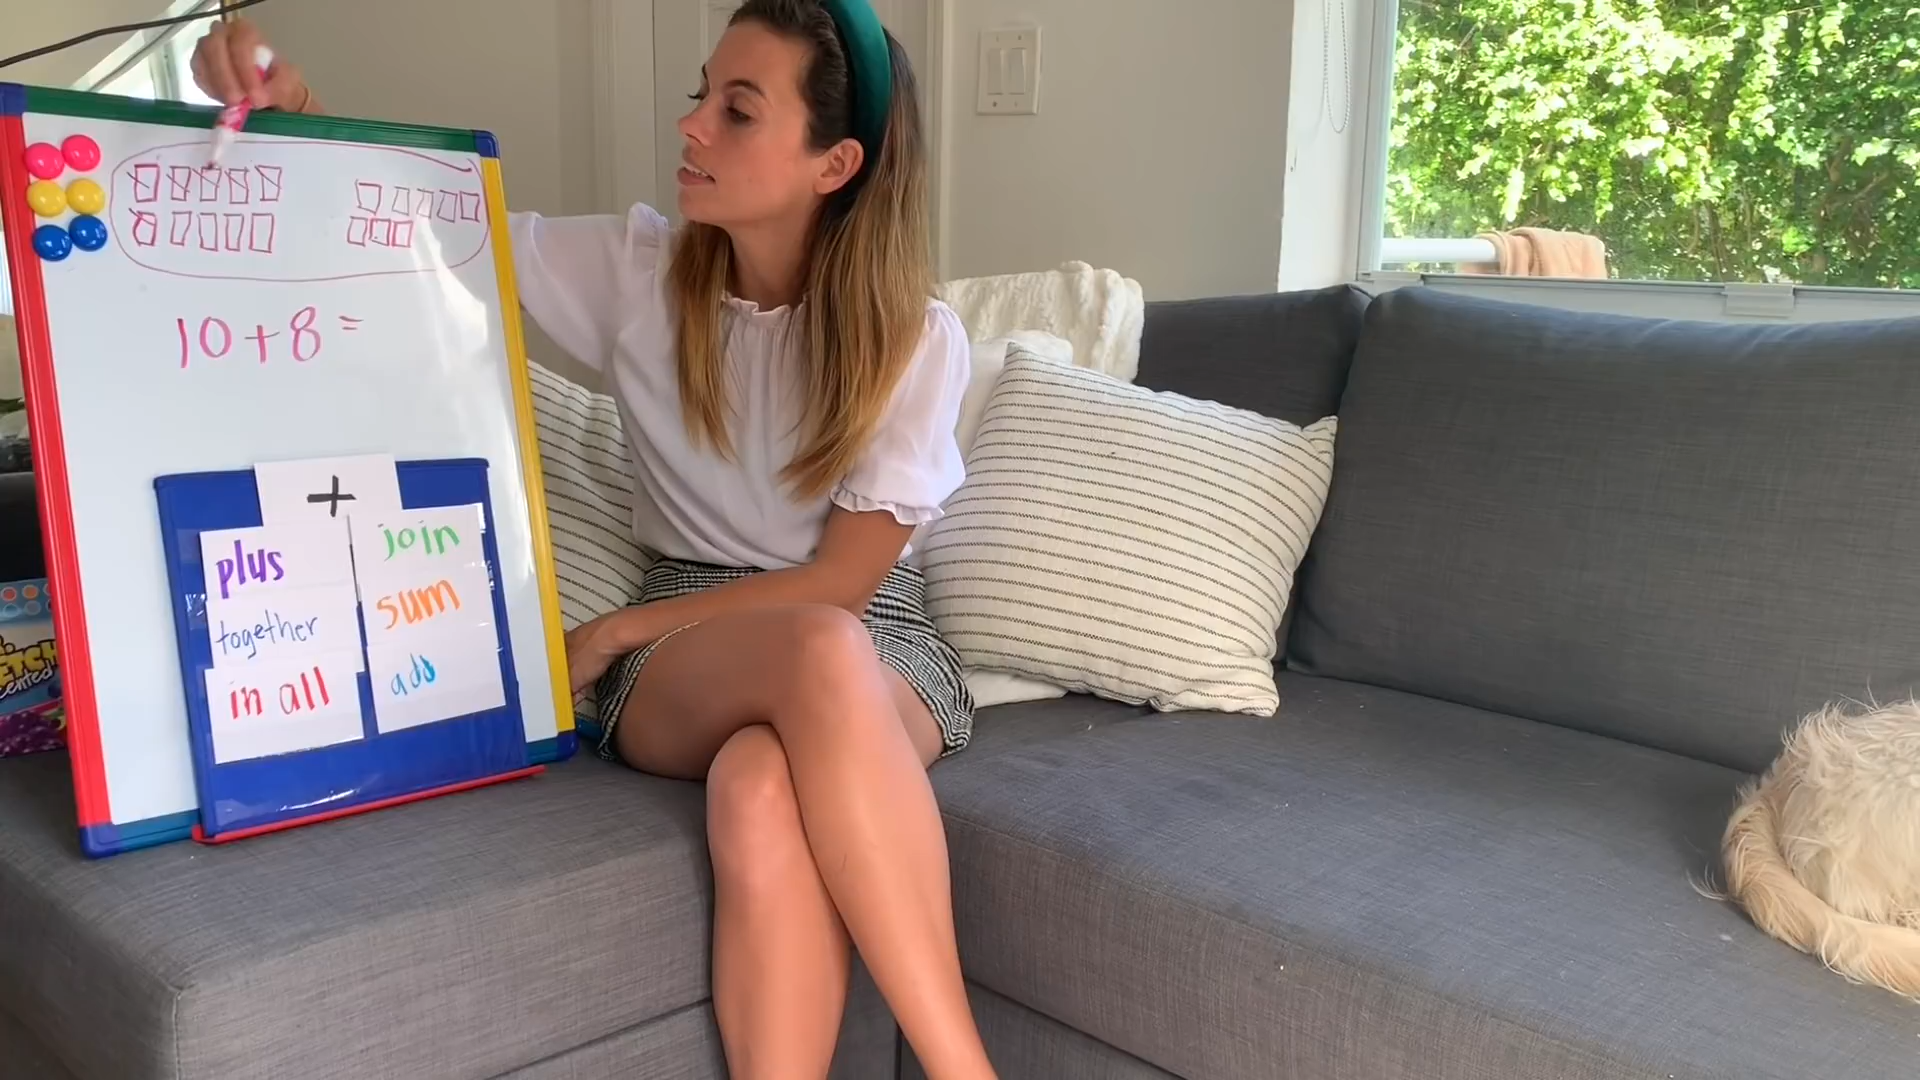 10+8=
+
plus
join
together
sum
in all
add